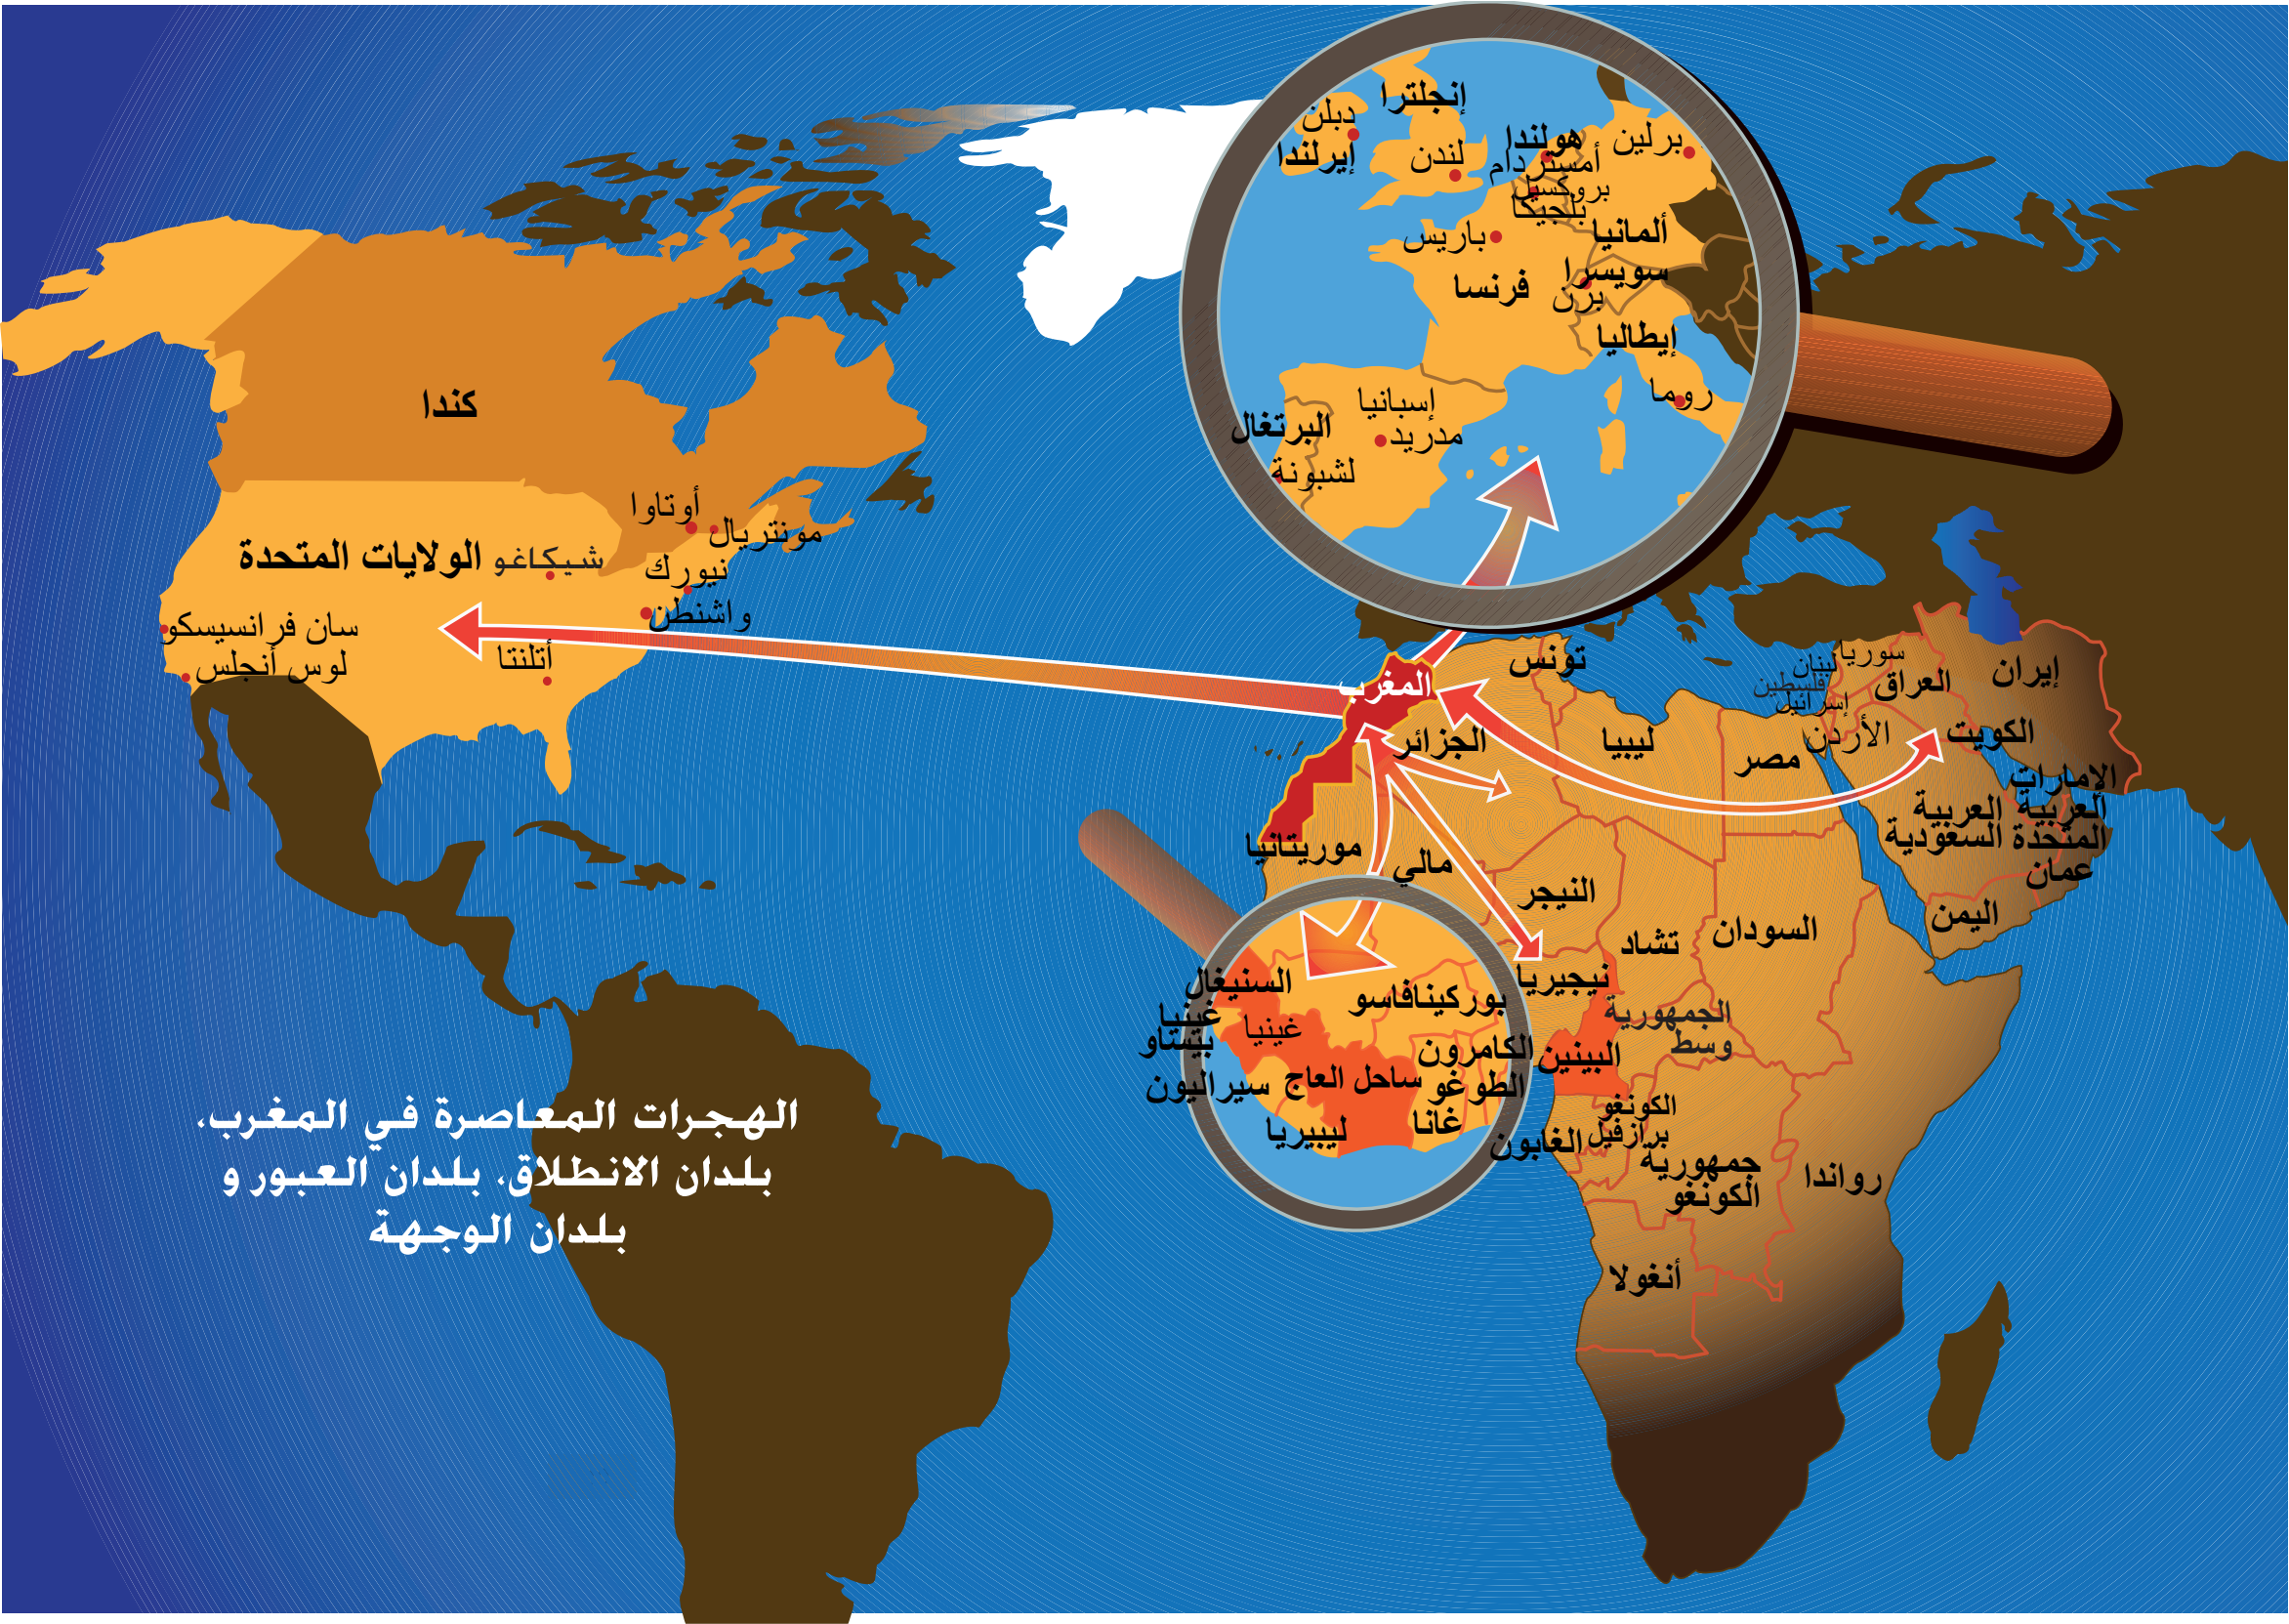 إنجلترا
دبلن
إيرلندا
لندن
هولندا
أمستردام
برلين
بروكسيل
بلجيكا
ألمانيا
باريس
سويسرا
برن
فرنسا
إيطاليا
روما
إسبانيا
مدريد
البرتغال
لشبونة
كندا
أوتاوا
مونتريال
الولايات المتحدة
شيكاغو
نيورك
واشنطن
سان فرانسيسكو
لوس أنجلس
أتلنتا
المغرب
تونس
الجزائر
ليبيا
مصر
سوريا
لبنان
فلسطين
إسرائيل
الأردن
العراق
إيران
الكويت
الإمارات
العربية
المتحدة
العربية
السعودية
عمان
اليمن
موريتانيا
مالي
النيجر
تشاد
السودان
نيجيريا
الجمهورية
وسط
البينين
السنيغال
غينيا
بيساو
غينيا
بوركينافاسو
الكامرون
ساحل العاج
الطوغو
سيراليون
غانا
ليبيريا
الغابون
الكونغو
برازفيل
جمهورية
الكونغو
رواندا
أنغولا
الهجرات المعاصرة في المغرب،
بلدان الانطلاق، بلدان العبور و
بلدان الوجهة